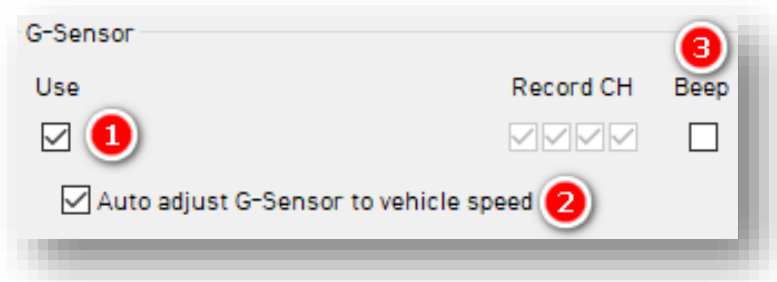 G-Sensor
3
Use Record CH Beep
1
Auto adjust G-Sensor to vehicle speed 2